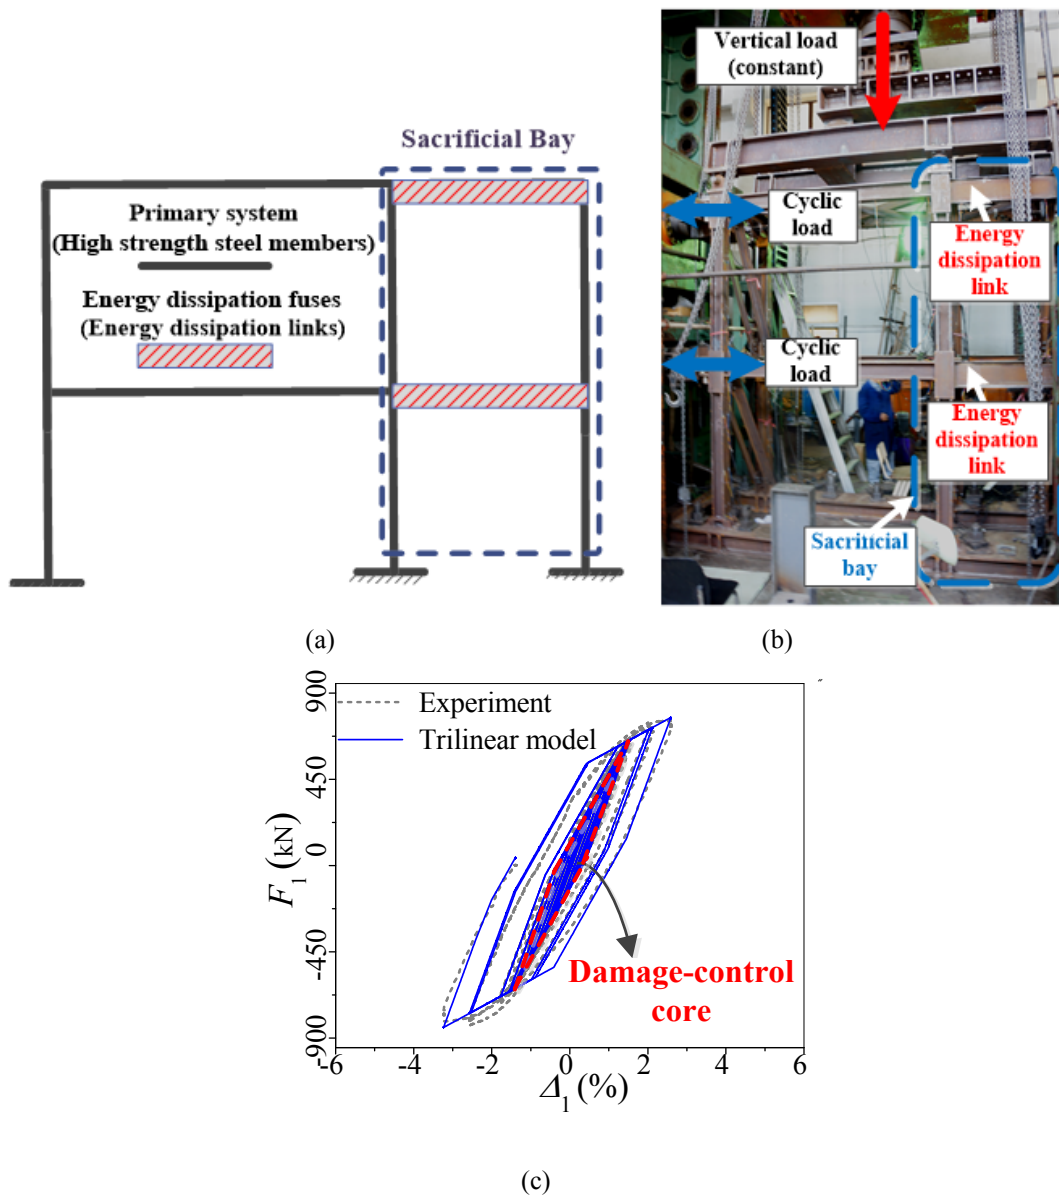 Sacrificial Bay
Primary system
(High strength steel members)
Energy dissipation fuses
(Energy dissipation links)
(a)
Vertical load
(constant)
Cyclic
load
Energy
dissipation
link
Cyclic
load
Energy
dissipation
link
Sacrificial
bay
(b)
900
450
0
-450
-900
F1 (kN)
Experiment
Trilinear model
Damage-control
core
-6 -4 -2 0 2 4 6
Δ1 (%)
(c)